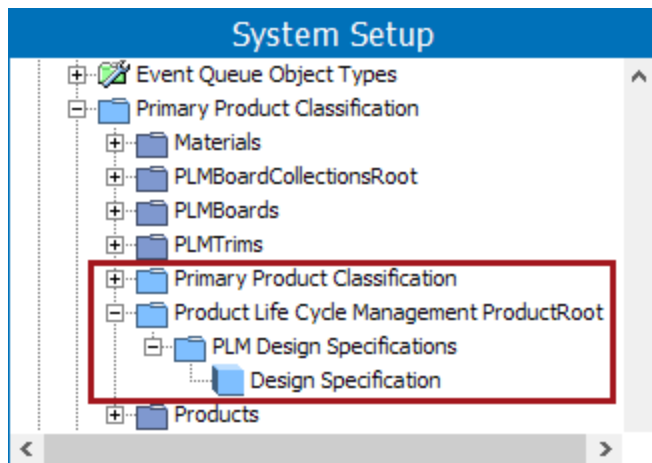 System Setup
Event Queue Object Types
Primary Product Classification
Materials
PLMBoardCollectionsRoot
PLMBoards
PLMTrims
Primary Product Classification
Product Life Cycle Management ProductRoot
PLM Design Specifications
Design Specification
Products